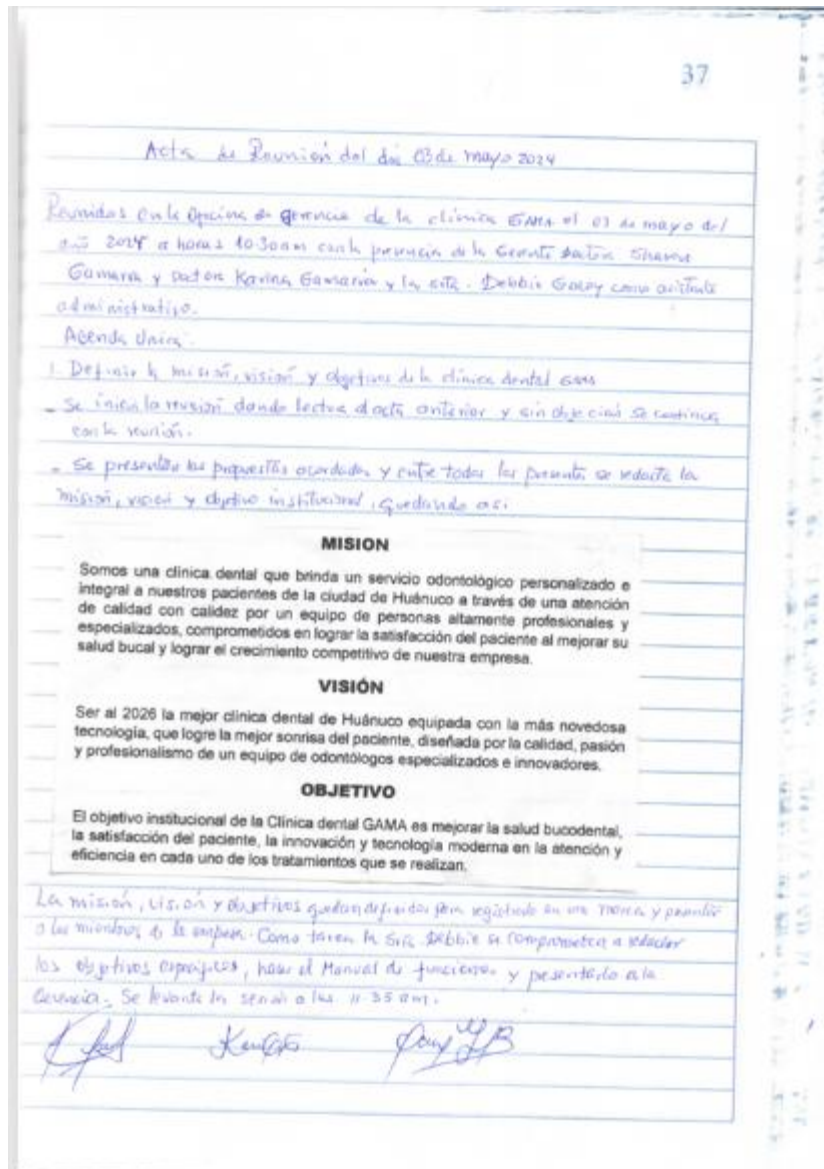 37
Acta de Reunión del día 03 de mayo 2024
Reunidos en la Oficina de gerencia de la clínica GAMA el 03 de mayo del
año 2024 a horas 10:30am con la presencia de la Gerente
Gamarra y Karina Gamarra y la srta. Debbie como asistente
administrativo.
Agenda Única:
1. Definir la misión, visión y objetivos de la clínica dental GAMA
- Se inicia la reunión dando lectura al acta anterior y sin objeción se continua
con la reunión.
- Se presentan las propuestas acordadas y entre todos los presentes se redacta la
misión, visión y objetivo institucional, quedando así:
MISION
Somos una clínica dental que brinda un servicio odontológico personalizado e
integral a nuestros pacientes de la ciudad de Huánuco a través de una atención
de calidad con calidez por un equipo de personas altamente profesionales y
especializados, comprometidos en lograr la satisfacción del paciente al mejorar su
salud bucal y lograr el crecimiento competitivo de nuestra empresa.
VISIÓN
Ser al 2026 la mejor clínica dental de Huánuco equipada con la más novedosa
tecnología, que logre la mejor sonrisa del paciente, diseñada por la calidad, pasión
y profesionalismo de un equipo de odontólogos especializados e innovadores.
OBJETIVO
El objetivo institucional de la Clínica dental GAMA es mejorar la salud bucodental,
la satisfacción del paciente, la innovación y tecnología moderna en la atención y
eficiencia en cada uno de los tratamientos que se realizan.
La misión, visión y objetivos quedan definidos para
a los miembros de la empresa. Como tarea la Srta Debbie se compromete a redactar
los objetivos específicos, hacer el Manual de funciones y presentarlo a la
Gerencia. Se levanta la sesión a las 11:35 am.